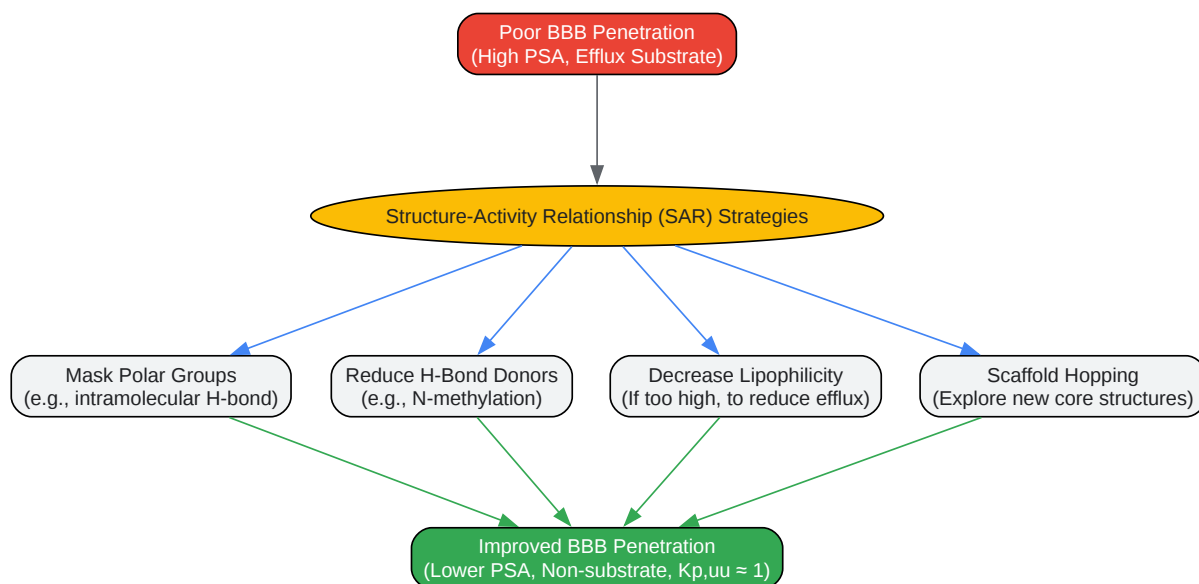 Poor BBB Penetration
(High PSA, Efflux Substrate)
Structure-Activity Relationship (SAR) Strategies
Mask Polar Groups
(e.g., intramolecular H-bond)
Reduce H-Bond Donors
(e.g., N-methylation)
Decrease Lipophilicity
(If too high, to reduce efflux)
Scaffold Hopping
(Explore new core structures)
Improved BBB Penetration
(Lower PSA, Non-substrate, Kp,uu ≈ 1)